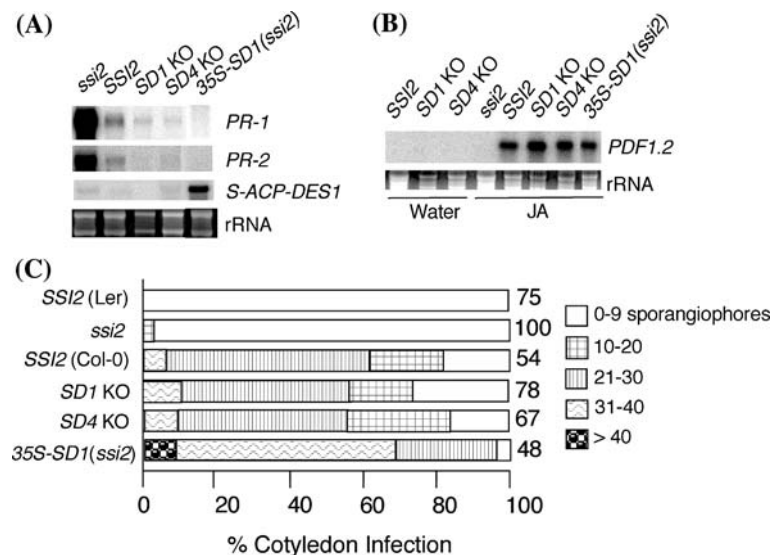 (A)
ssi2
SSI2
SD1 KO
SD4 KO
35S-SD1(ssi2)
PR-1
PR-2
S-ACP-DES1
rRNA
(B)
SSI2
SD1 KO
SD4 KO
ssi2
SSI2
SD1 KO
SD4 KO
35S-SD1(ssi2)
PDF1.2
rRNA
Water
JA
(C)
SSI2 (Ler)
75
ssi2
100
SSI2 (Col-0)
54
SD1 KO
78
SD4 KO
67
35S-SD1(ssi2)
48
0-9 sporangiophores
10-20
21-30
31-40
> 40
0 20 40 60 80 100
% Cotyledon Infection